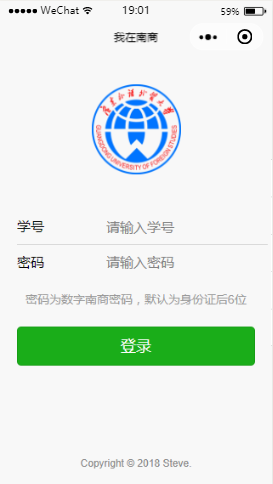 WeChat 19:01 59%
我在南商
广东外语外贸大学
GUANGDONG UNIVERSITY OF FOREIGN STUDIES
学号 请输入学号
密码 请输入密码
密码为数字南商密码，默认为身份证后6位
登录
Copyright © 2018 Steve.